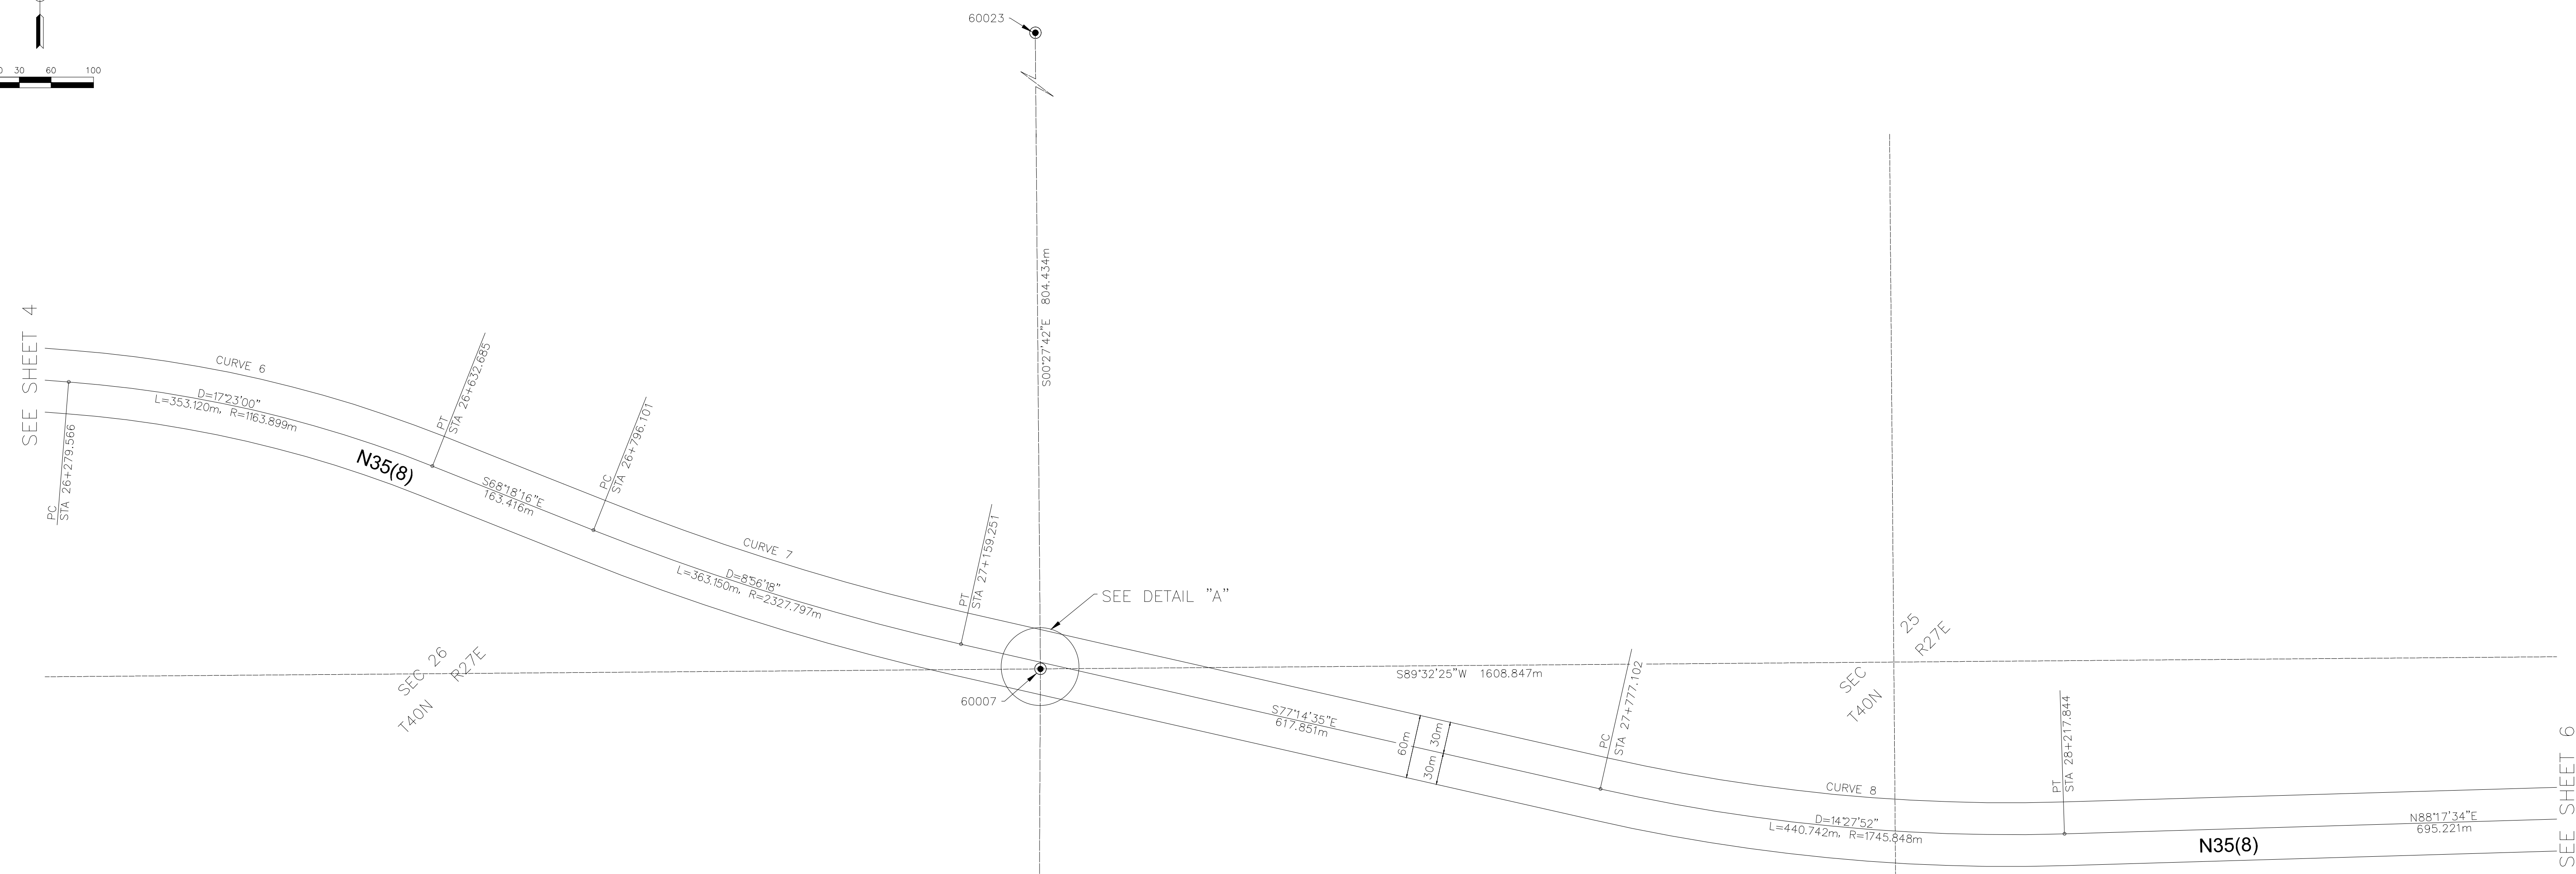 30 60 100
60023
S00°27'42"E 804.434m
SEE SHEET 4
CURVE 6
D=17°23'00"
L=353.120m, R=1163.899m
PC
STA 26+279.566
N35(8)
PT
STA 26+632.685
S68°18'16"E
163.416m
PC
STA 26+796.101
CURVE 7
D=8°56'18"
L=363.150m, R=2327.797m
PT
STA 27+159.251
SEE DETAIL "A"
60007
SEC 26
R27E
T40N
S89°32'25"W 1608.847m
S77°14'35"E
617.851m
60m
30m
30m
PC
STA 27+777.102
SEC 25
R27E
T40N
CURVE 8
D=14°27'52"
L=440.742m, R=1745.848m
PT
STA 28+217.844
N35(8)
N88°17'34"E
695.221m
SEE SHEET 6